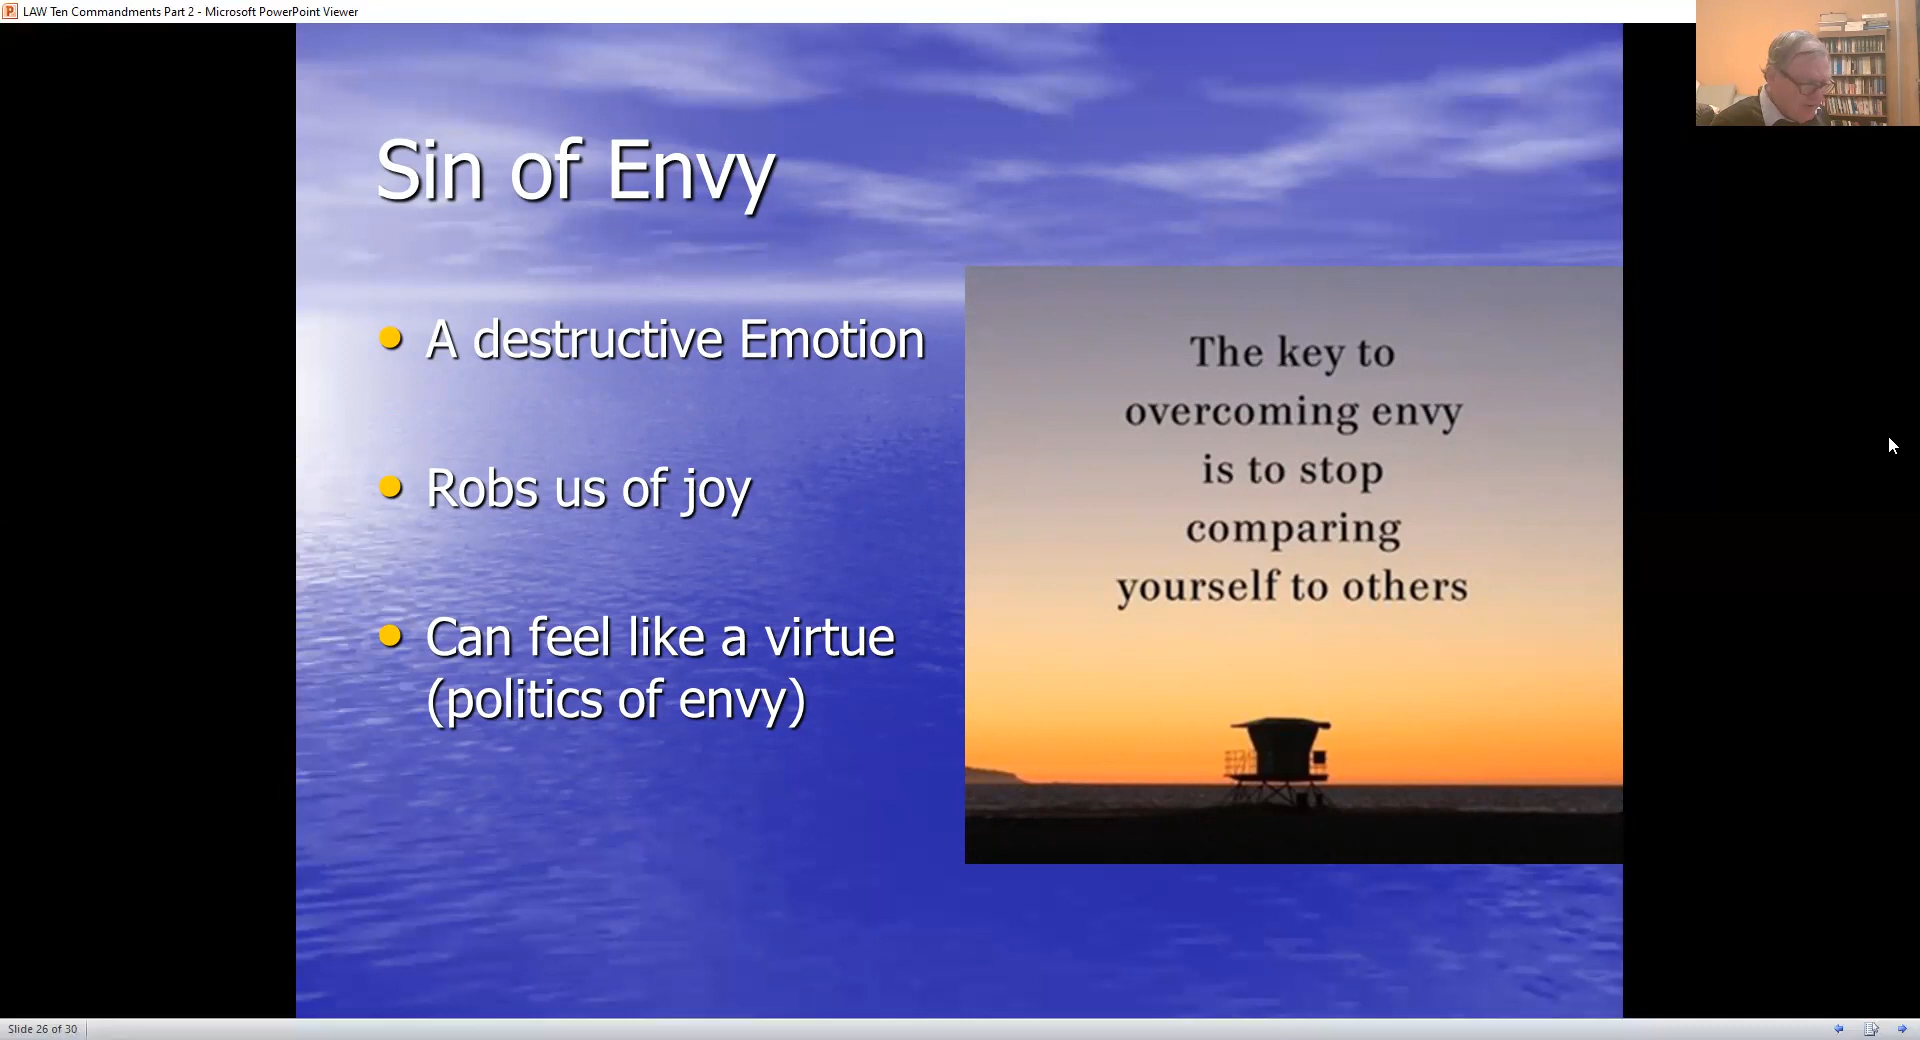 LAW Ten Commandments Part 2 - Microsoft PowerPoint Viewer
Sin of Envy
A destructive Emotion
Robs us of joy
Can feel like a virtue
(politics of envy)
The key to
overcoming envy
is to stop
comparing
yourself to others
Slide 26 of 30